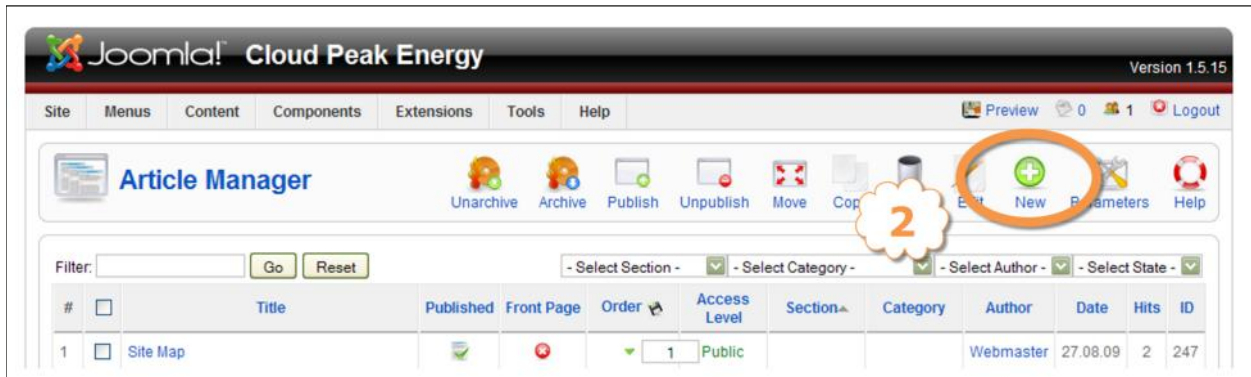 Joomla! Cloud Peak Energy
Version 1.5.15
Site Menus Content Components Extensions Tools Help Preview 0 1 Logout
Article Manager
Unarchive Archive Publish Unpublish Move Cop Edit New Parameters Help
2
Filter: Go Reset - Select Section - - Select Category - - Select Author - - Select State -
# Title Published Front Page Order Access Level Section Category Author Date Hits ID
1 Site Map 1 Public Webmaster 27.08.09 2 247